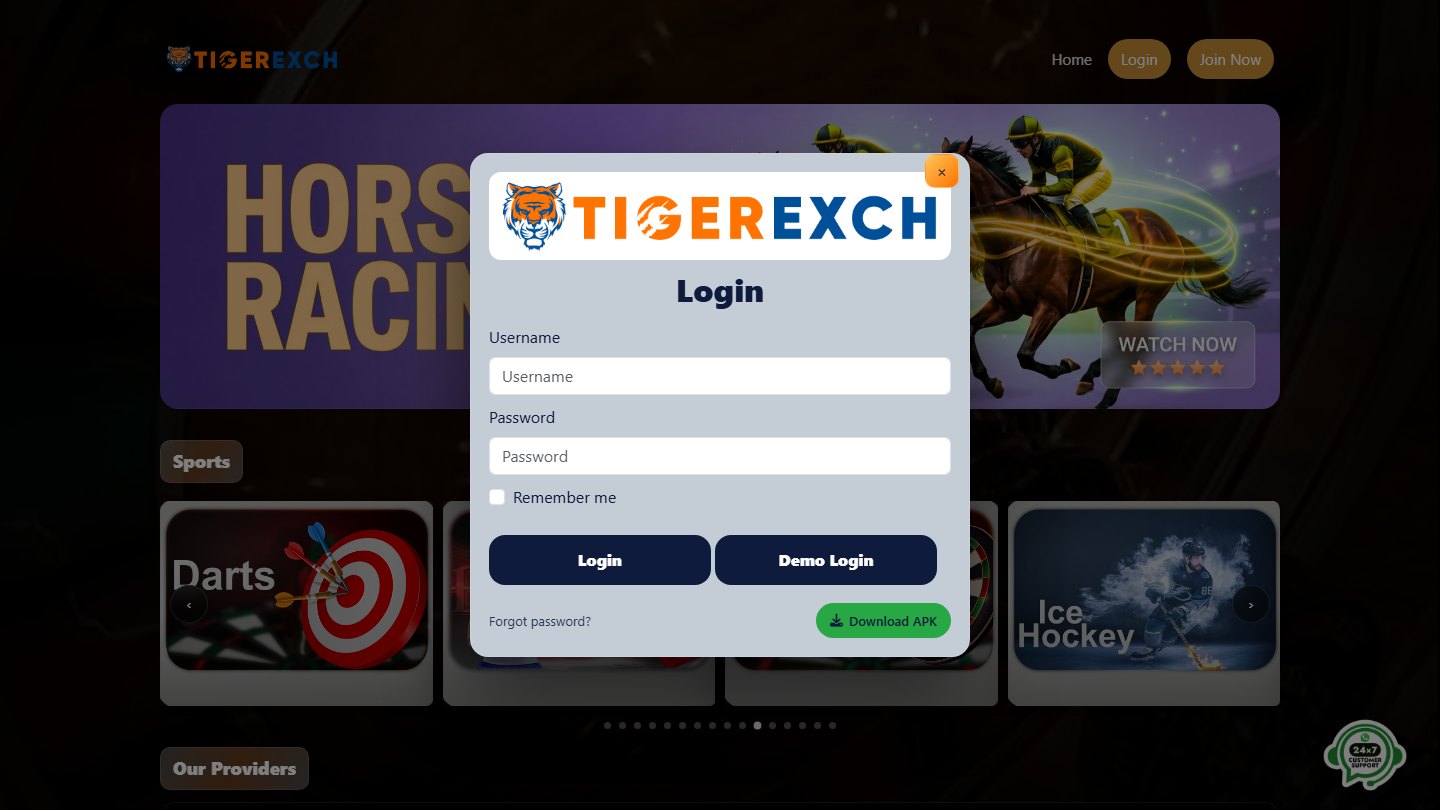 TIGEREXCH
Home
Login
Join Now
HORS
RACIN
WATCH NOW
×
TIGEREXCH
Login
Username
Username
Password
Password
Remember me
Login
Demo Login
Forgot password?
Download APK
Sports
Darts
‹
Ice
Hockey
86
›
Our Providers
24x7
CUSTOMER
SUPPORT